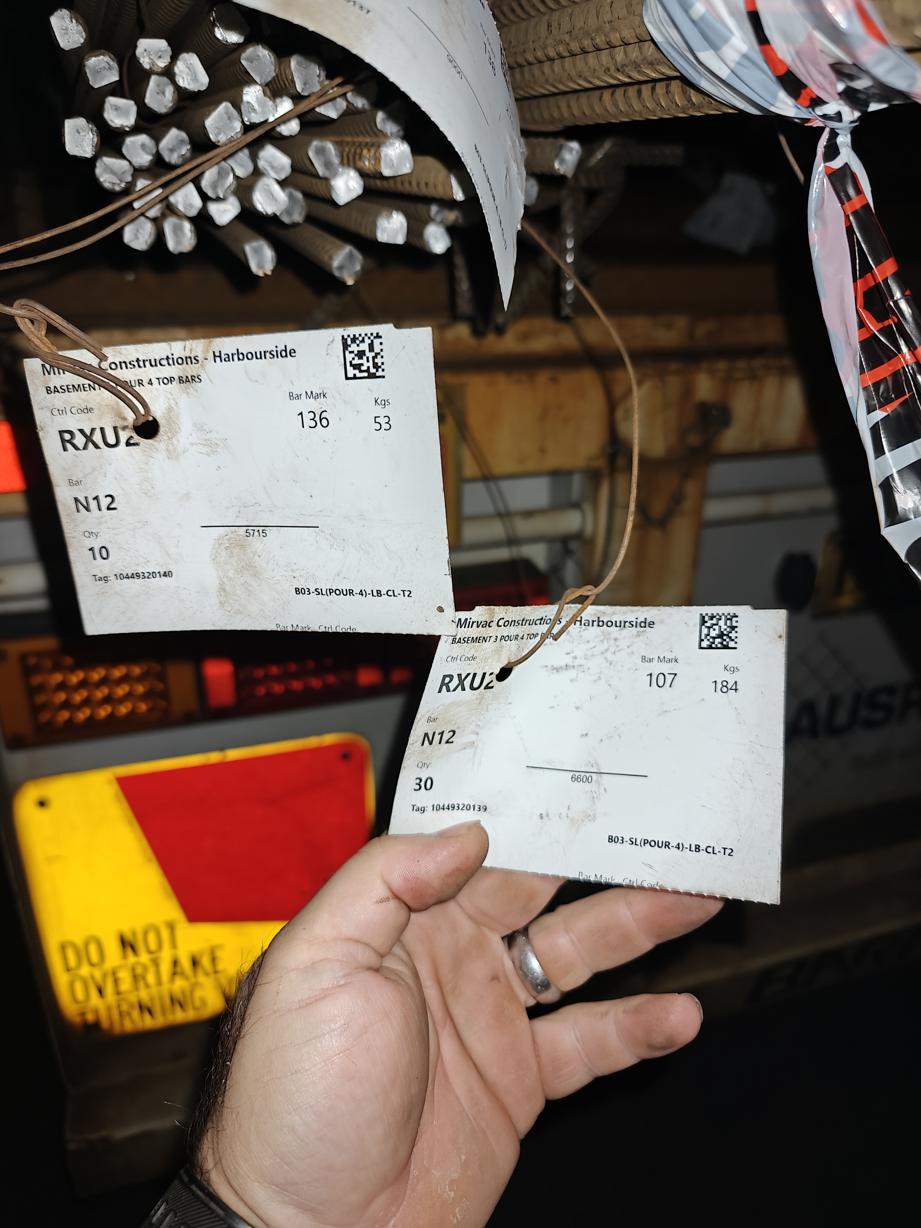 Constructions - Harbourside
BASEMENT POUR 4 TOP BARS
Ctrl Code
Bar Mark
Kgs
RXU2
136
53
Bar
N12
Qty
10
5715
Tag: 10449320140
B03-SL(POUR-4)-LB-CL-T2
Bar Mark Ctrl Code
Mirvac Constructions - Harbourside
BASEMENT 3 POUR 4 TOP BARS
Ctrl Code
Bar Mark
Kgs
RXU2
107
184
Bar
N12
Qty:
30
6600
Tag: 10449320139
B03-SL(POUR-4)-LB-CL-T2
Bar Mark Ctrl Code
DO NOT
OVERTAKE
TURNING